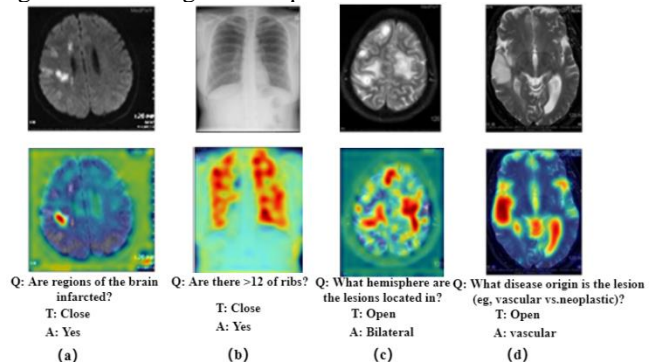 Q: Are regions of the brain
infarcted?
T: Close
A: Yes
(a)
Q: Are there >12 of ribs?
T: Close
A: Yes
(b)
Q: What hemisphere are
the lesions located in?
T: Open
A: Bilateral
(c)
Q: What disease origin is the lesion
(eg, vascular vs.neoplastic)?
T: Open
A: vascular
(d)